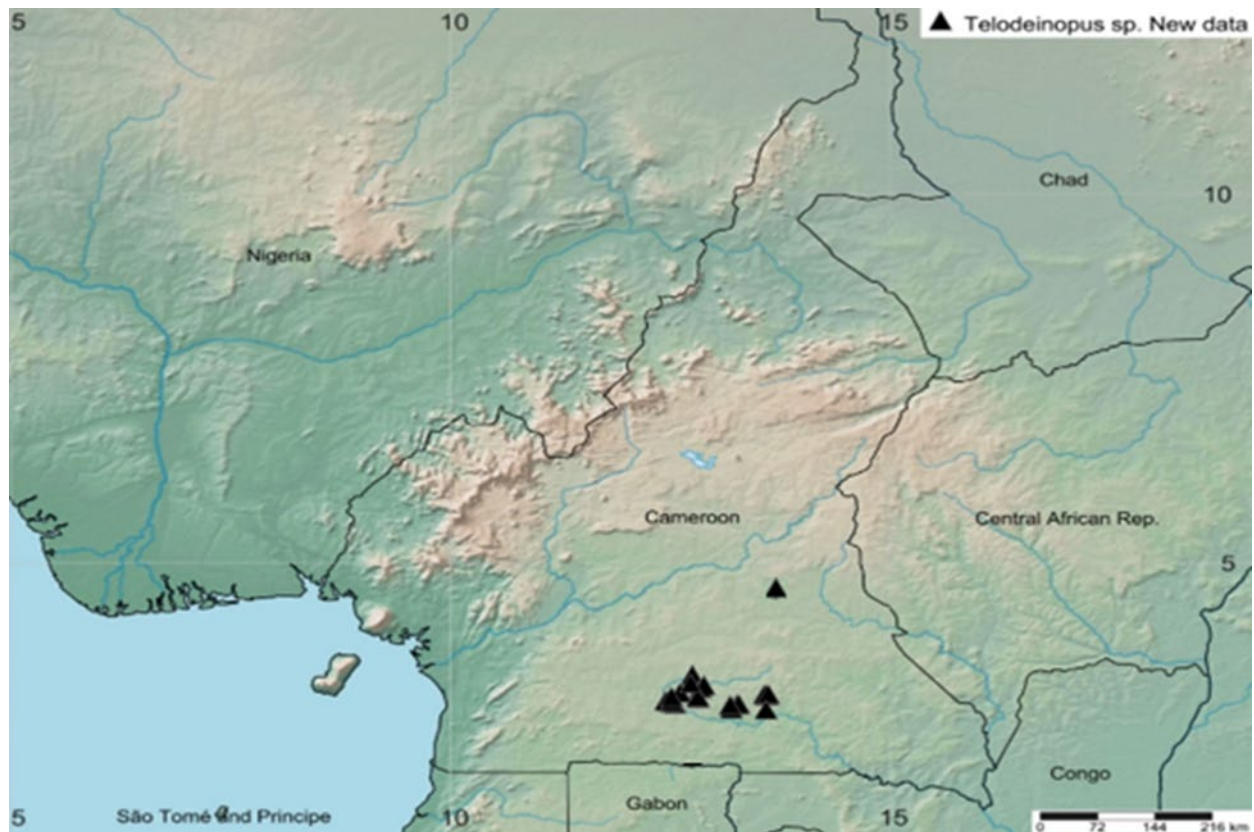 5
10
15
Telodeinopus sp. New data
Chad
10
Nigeria
Cameroon
Central African Rep.
5
Congo
Gabon
São Tomé and Principe
5
10
15
0 72 144 216 km